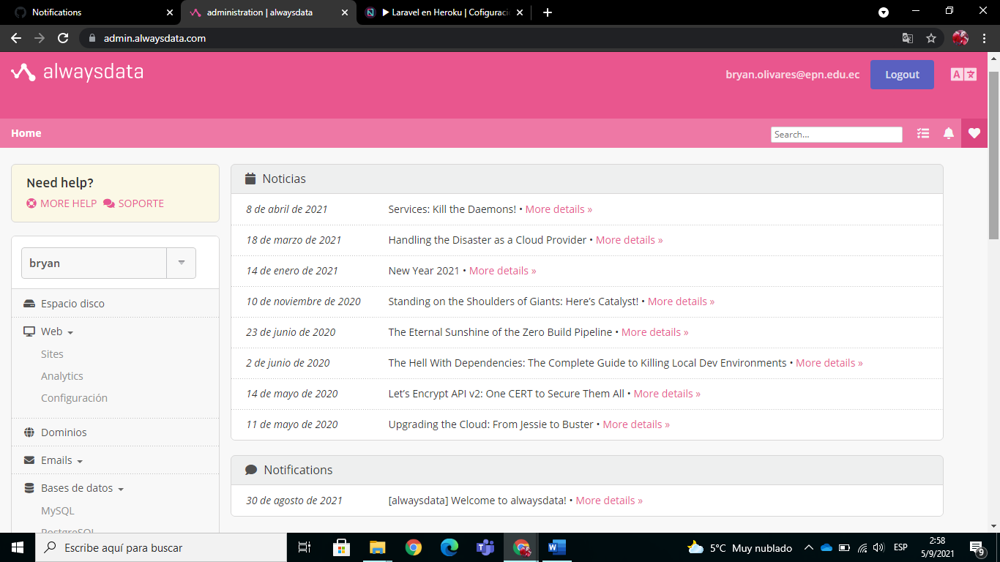 Notifications
administration | alwaysdata
▶ Laravel en Heroku | Cofiguraci
admin.alwaysdata.com
alwaysdata
bryan.olivares@epn.edu.ec
Logout
Home
Search...
Need help?
MORE HELP SOPORTE
bryan
Espacio disco
Web
Sites
Analytics
Configuración
Dominios
Emails
Bases de datos
MySQL
PostgreSQL
Noticias
8 de abril de 2021 Services: Kill the Daemons! • More details »
18 de marzo de 2021 Handling the Disaster as a Cloud Provider • More details »
14 de enero de 2021 New Year 2021 • More details »
10 de noviembre de 2020 Standing on the Shoulders of Giants: Here’s Catalyst! • More details »
23 de junio de 2020 The Eternal Sunshine of the Zero Build Pipeline • More details »
2 de junio de 2020 The Hell With Dependencies: The Complete Guide to Killing Local Dev Environments • More details »
14 de mayo de 2020 Let’s Encrypt API v2: One CERT to Secure Them All • More details »
11 de mayo de 2020 Upgrading the Cloud: From Jessie to Buster • More details »
Notifications
30 de agosto de 2021 [alwaysdata] Welcome to alwaysdata! • More details »
Escribe aquí para buscar
5°C Muy nublado
ESP
2:58
5/9/2021
9